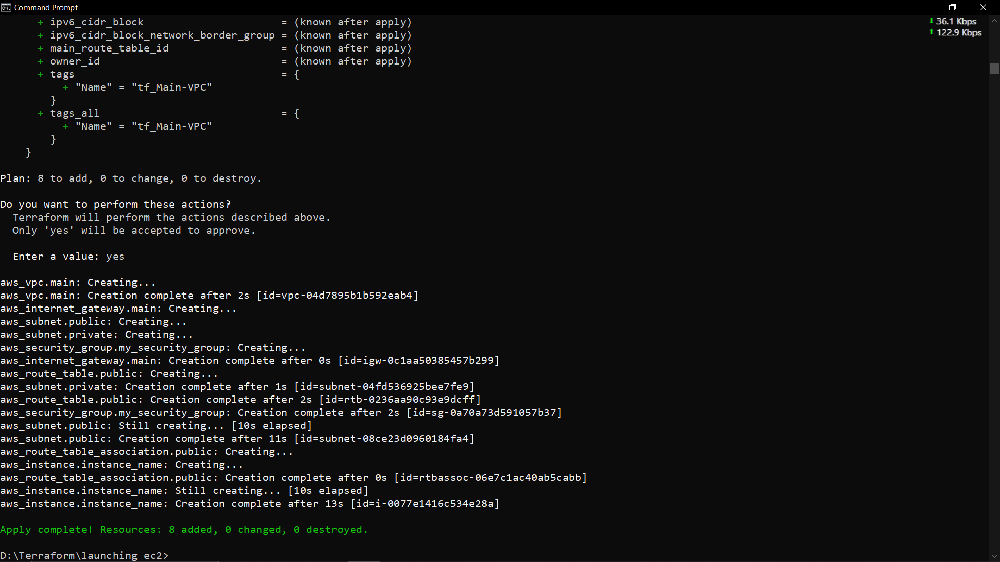 Command Prompt
+ ipv6_cidr_block = (known after apply)
+ ipv6_cidr_block_network_border_group = (known after apply)
+ main_route_table_id = (known after apply)
+ owner_id = (known after apply)
+ tags = {
+ "Name" = "tf_Main-VPC"
}
+ tags_all = {
+ "Name" = "tf_Main-VPC"
}
}
36.1 Kbps
122.9 Kbps
Plan: 8 to add, 0 to change, 0 to destroy.
Do you want to perform these actions?
Terraform will perform the actions described above.
Only 'yes' will be accepted to approve.
Enter a value: yes
aws_vpc.main: Creating...
aws_vpc.main: Creation complete after 2s [id=vpc-04d7895b1b592eab4]
aws_internet_gateway.main: Creating...
aws_subnet.public: Creating...
aws_subnet.private: Creating...
aws_security_group.my_security_group: Creating...
aws_internet_gateway.main: Creation complete after 0s [id=igw-0c1aa50385457b299]
aws_route_table.public: Creating...
aws_subnet.private: Creation complete after 1s [id=subnet-04fd536925bee7fe9]
aws_route_table.public: Creation complete after 2s [id=rtb-0236aa90c93e9dcff]
aws_security_group.my_security_group: Creation complete after 2s [id=sg-0a70a73d591057b37]
aws_subnet.public: Still creating... [10s elapsed]
aws_subnet.public: Creation complete after 11s [id=subnet-08ce23d0960184fa4]
aws_route_table_association.public: Creating...
aws_instance.instance_name: Creating...
aws_route_table_association.public: Creation complete after 0s [id=rtbassoc-06e7c1ac40ab5cabb]
aws_instance.instance_name: Still creating... [10s elapsed]
aws_instance.instance_name: Creation complete after 13s [id=i-0077e1416c534e28a]
Apply complete! Resources: 8 added, 0 changed, 0 destroyed.
D:\Terraform\launching ec2>